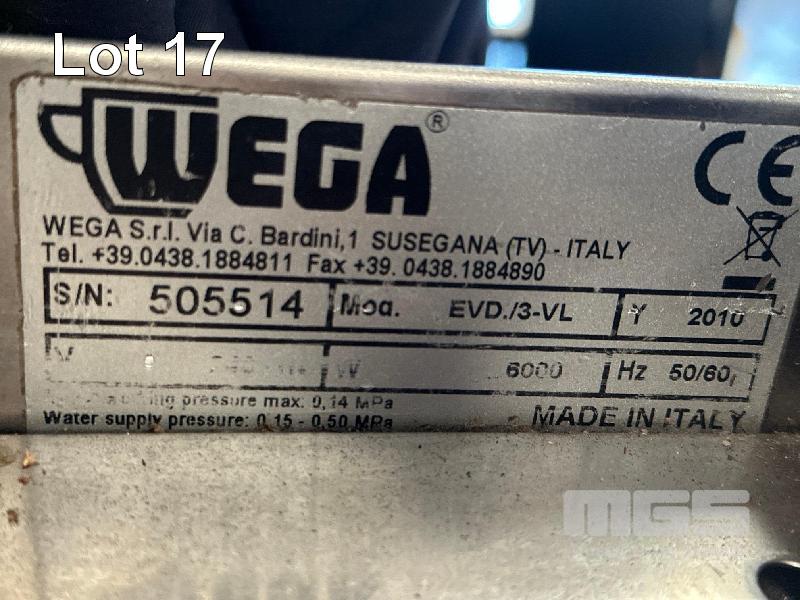 Lot 17
WEGA®
CE
WEGA S.r.l. Via C. Bardini,1 SUSEGANA (TV) - ITALY
Tel. +39.0438.1884811 Fax +39. 0438.1884890
S/N: 505514 Mod. EVD./3-VL Y 2010
V W 6000 Hz 50/60
pressure max: 0,14 MPa
Water supply pressure: 0,15 - 0,50 MPa
MADE IN ITALY
MGS